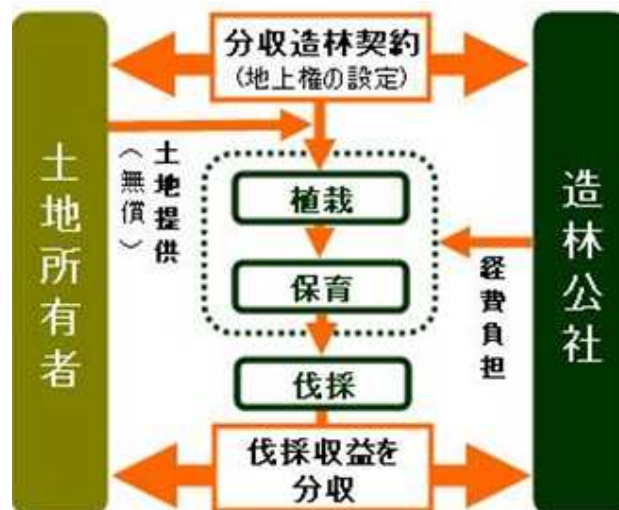 分収造林契約
(地上権の設定)
土地所有者
土地提供
（無償）
植栽
保育
造林公社
経費負担
伐採
伐採収益を
分収